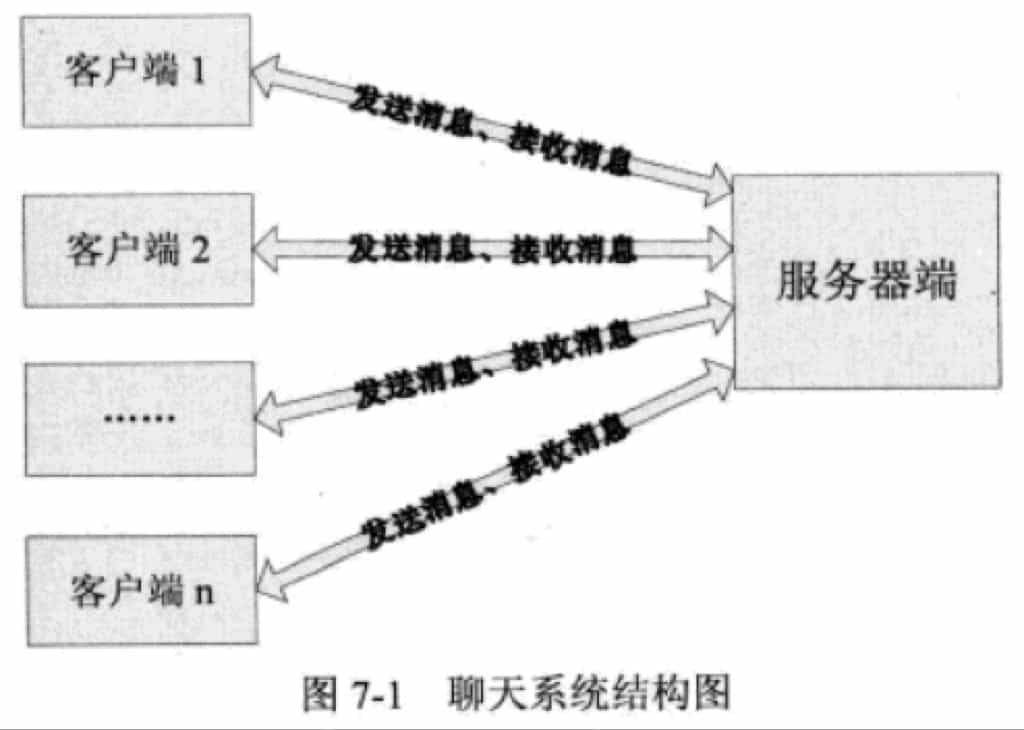 客户端 1
发送消息、接收消息
客户端 2
发送消息、接收消息
服务器端
发送消息、接收消息
……
发送消息、接收消息
客户端 n
图 7-1 聊天系统结构图